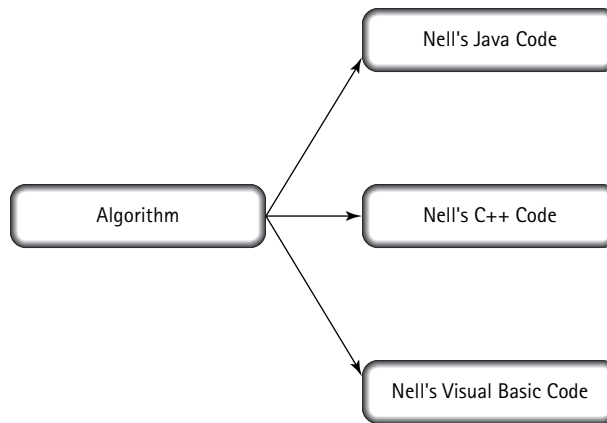 Nell's Java Code
Algorithm
Nell's C++ Code
Nell's Visual Basic Code